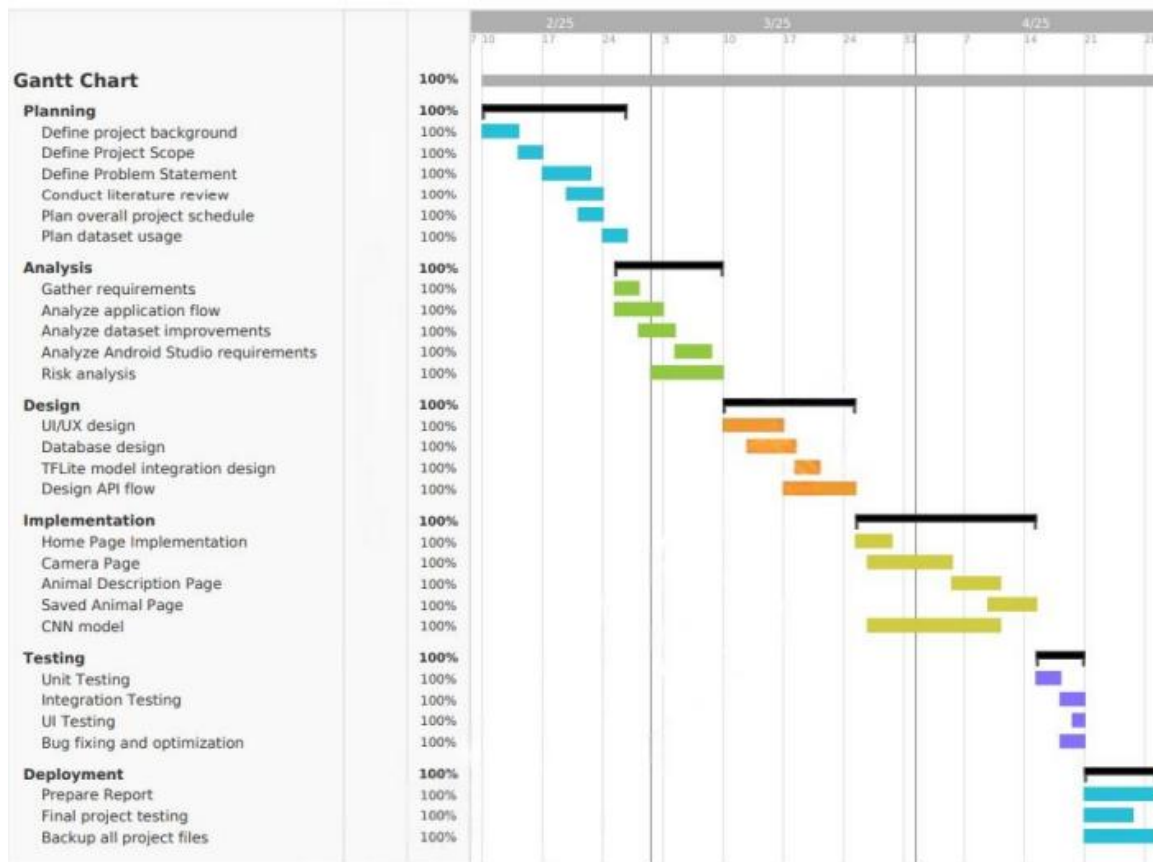 2/25 3/25 4/25
7 10 17 24 3 10 17 24 31 7 14 21
Gantt Chart 100%
Planning 100%
Define project background 100%
Define Project Scope 100%
Define Problem Statement 100%
Conduct literature review 100%
Plan overall project schedule 100%
Plan dataset usage 100%
Analysis 100%
Gather requirements 100%
Analyze application flow 100%
Analyze dataset improvements 100%
Analyze Android Studio requirements 100%
Risk analysis 100%
Design 100%
UI/UX design 100%
Database design 100%
TFLite model integration design 100%
Design API flow 100%
Implementation 100%
Home Page Implementation 100%
Camera Page 100%
Animal Description Page 100%
Saved Animal Page 100%
CNN model 100%
Testing 100%
Unit Testing 100%
Integration Testing 100%
UI Testing 100%
Bug fixing and optimization 100%
Deployment 100%
Prepare Report 100%
Final project testing 100%
Backup all project files 100%